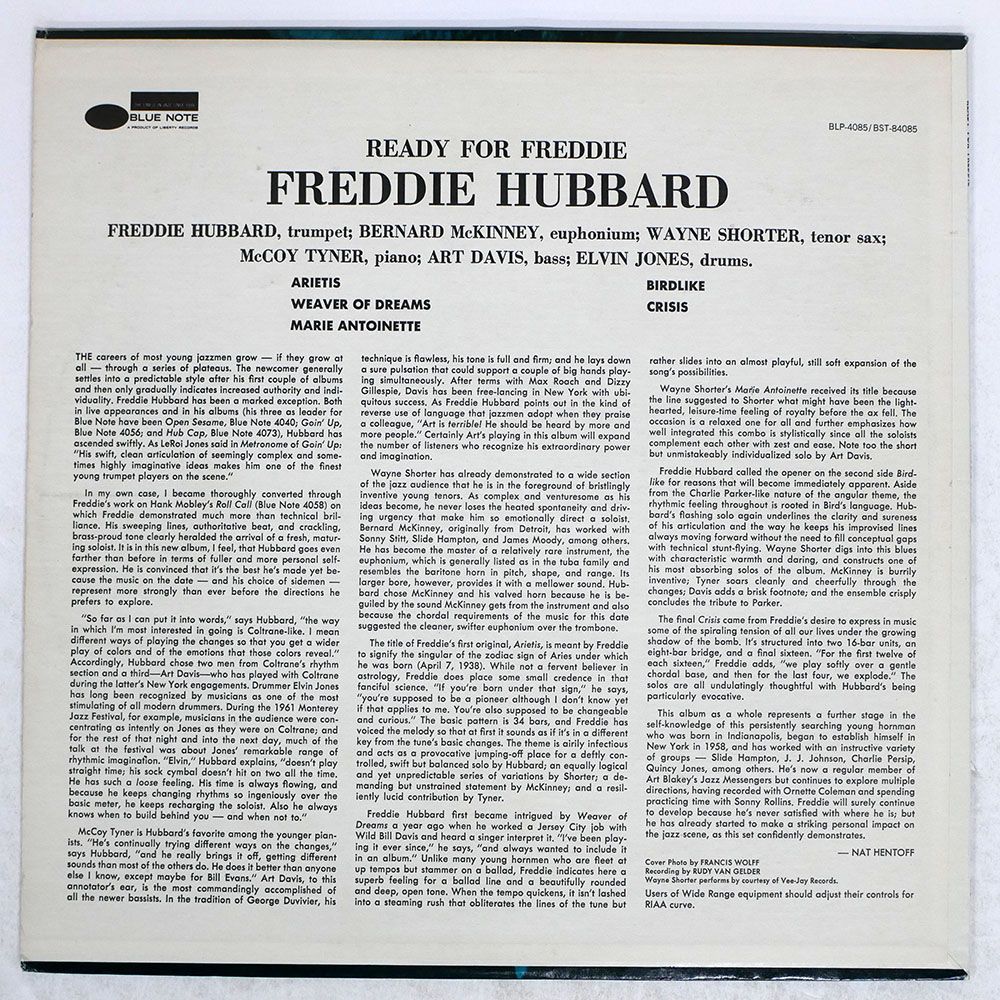 BLUE NOTE
A PRODUCT OF LIBERTY RECORDS
BLP-4085/BST-84085
READY FOR FREDDIE
FREDDIE HUBBARD
FREDDIE HUBBARD, trumpet; BERNARD McKINNEY, euphonium; WAYNE SHORTER, tenor sax;
McCOY TYNER, piano; ART DAVIS, bass; ELVIN JONES, drums.
ARIETIS
WEAVER OF DREAMS
MARIE ANTOINETTE
BIRDLIKE
CRISIS
THE careers of most young jazzmen grow — if they grow at
all — through a series of plateaus. The newcomer generally
settles into a predictable style after his first couple of albums
and then only gradually indicates increased authority and indi-
viduality. Freddie Hubbard has been a marked exception. Both
in live appearances and in his albums (his three as leader for
Blue Note have been Open Sesame, Blue Note 4040; Goin' Up,
Blue Note 4056; and Hub Cap, Blue Note 4073), Hubbard has
ascended swiftly. As LeRoi Jones said in Metronome of Goin' Up:
"His swift, clean articulation of seemingly complex and some-
times highly imaginative ideas makes him one of the finest
young trumpet players on the scene."
In my own case, I became thoroughly converted through
Freddie's work on Hank Mobley's Roll Call (Blue Note 4058) on
which Freddie demonstrated much more than technical bril-
liance. His sweeping lines, authoritative beat, and crackling,
brass-proud tone clearly heralded the arrival of a fresh, matur-
ing soloist. It is in this new album, I feel, that Hubbard goes even
farther than before in terms of fuller and more personal self-
expression. He is convinced that it's the best he's made yet be-
cause the music on the date — and his choice of sidemen —
represent more strongly than ever before the directions he
prefers to explore.
"So far as I can put it into words," says Hubbard, "the way
in which I'm most interested in going is Coltrane-like. I mean
different ways of playing the changes so that you get a wider
play of colors and of the emotions that those colors reveal."
Accordingly, Hubbard chose two men from Coltrane's rhythm
section and a third—Art Davis—who has played with Coltrane
during the latter's New York engagements. Drummer Elvin Jones
has long been recognized by musicians as one of the most
stimulating of all modern drummers. During the 1961 Monterey
Jazz Festival, for example, musicians in the audience were con-
centrating as intently on Jones as they were on Coltrane; and
for the rest of that night and into the next day, much of the
talk at the festival was about Jones' remarkable range of
rhythmic imagination. "Elvin," Hubbard explains, "doesn't play
straight time; his sock cymbal doesn't hit on two all the time.
He has such a loose feeling. His time is always flowing, and
because he keeps changing rhythms so ingeniously over the
basic meter, he keeps recharging the soloist. Also he always
knows when to build behind you — and when not to."
McCoy Tyner is Hubbard's favorite among the younger pian-
ists. "He's continually trying different ways on the changes,"
says Hubbard, "and he really brings it off, getting different
sounds than most of the others do. He does it better than anyone
else I know, except maybe for Bill Evans." Art Davis, to this
annotator's ear, is the most commandingly accomplished of
all the newer bassists. In the tradition of George Duvivier, his
technique is flawless, his tone is full and firm; and he lays down
a sure pulsation that could support a couple of big hands play-
ing simultaneously. After terms with Max Roach and Dizzy
Gillespie, Davis has been free-lancing in New York with ubi-
quitous success. As Freddie Hubbard points out in the kind of
reverse use of language that jazzmen adopt when they praise
a colleague, "Art is terrible! He should be heard by more and
more people." Certainly Art's playing in this album will expand
the number of listeners who recognize his extraordinary power
and imagination.
Wayne Shorter has already demonstrated to a wide section
of the jazz audience that he is in the foreground of bristlingly
inventive young tenors. As complex and venturesome as his
ideas become, he never loses the heated spontaneity and driv-
ing urgency that make him so emotionally direct a soloist.
Bernard McKinney, originally from Detroit, has worked with
Sonny Stitt, Slide Hampton, and James Moody, among others.
He has become the master of a relatively rare instrument, the
euphonium, which is generally listed as in the tuba family and
resembles the baritone horn in pitch, shape, and range. Its
larger bore, however, provides it with a mellower sound. Hub-
bard chose McKinney and his valved horn because he is be-
guiled by the sound McKinney gets from the instrument and also
because the chordal requirements of the music for this date
suggested the cleaner, swifter euphonium over the trombone.
The title of Freddie's first original, Arietis, is meant by Freddie
to signify the singular of the zodiac sign of Aries under which
he was born (April 7, 1938). While not a fervent believer in
astrology, Freddie does place some small credence in that
fanciful science. "If you're born under that sign," he says,
"you're supposed to be a pioneer although I don't know yet
if that applies to me. You're also supposed to be changeable
and curious." The basic pattern is 34 bars, and Freddie has
voiced the melody so that at first it sounds as if it's in a different
key from the tune's basic changes. The theme is airily infectious
and acts as a provocative jumping-off place for a deftly con-
trolled, swift but balanced solo by Hubbard; an equally logical
and yet unpredictable series of variations by Shorter; a de-
manding but unstrained statement by McKinney; and a resil-
iently lucid contribution by Tyner.
Freddie Hubbard first became intrigued by Weaver of
Dreams a year ago when he worked a Jersey City job with
Wild Bill Davis and heard a singer interpret it. "I've been play-
ing it ever since," he says, "and always wanted to include it
in an album." Unlike many young hornmen who are fleet at
up tempos but stammer on a ballad, Freddie indicates here a
superb feeling for a ballad line and a beautifully rounded
and deep, open tone. When the tempo quickens, it isn't lashed
into a steaming rush that obliterates the lines of the tune but
rather slides into an almost playful, still soft expansion of the
song's possibilities.
Wayne Shorter's Marie Antoinette received its title because
the line suggested to Shorter what might have been the light-
hearted, leisure-time feeling of royalty before the ax fell. The
occasion is a relaxed one for all and further emphasizes how
well integrated this combo is stylistically since all the soloists
complement each other with zest and ease. Note too the short
but unmistakeably individualized solo by Art Davis.
Freddie Hubbard called the opener on the second side Bird-
like for reasons that will become immediately apparent. Aside
from the Charlie Parker-like nature of the angular theme, the
rhythmic feeling throughout is rooted in Bird's language. Hub-
bard's flashing solo again underlines the clarity and sureness
of his articulation and the way he keeps his improvised lines
always moving forward without the need to fill conceptual gaps
with technical stunt-flying. Wayne Shorter digs into this blues
with characteristic warmth and daring, and constructs one of
his most absorbing solos of the album. McKinney is burrily
inventive; Tyner soars cleanly and cheerfully through the
changes; Davis adds a brisk footnote; and the ensemble crisply
concludes the tribute to Parker.
The final Crisis came from Freddie's desire to express in music
some of the spiraling tension of all our lives under the growing
shadow of the bomb. It's structured into two 16-bar units, an
eight-bar bridge, and a final sixteen. "For the first twelve of
each sixteen," Freddie adds, "we play softly over a gentle
chordal base, and then for the last four, we explode." The
solos are all undulatingly thoughtful with Hubbard's being
particularly evocative.
This album as a whole represents a further stage in the
self-knowledge of this persistently searching young hornman
who was born in Indianapolis, began to establish himself in
New York in 1958, and has worked with an instructive variety
of groups — Slide Hampton, J. J. Johnson, Charlie Persip,
Quincy Jones, among others. He's now a regular member of
Art Blakey's Jazz Messengers but continues to explore multiple
directions, having recorded with Ornette Coleman and spending
practicing time with Sonny Rollins. Freddie will surely continue
to develop because he's never satisfied with where he is; but
he has already started to make a striking personal impact on
the jazz scene, as this set confidently demonstrates.
— NAT HENTOFF
Cover Photo by FRANCIS WOLFF
Recording by RUDY VAN GELDER
Wayne Shorter performs by courtesy of Vee-Jay Records.
Users of Wide Range equipment should adjust their controls for
RIAA curve.